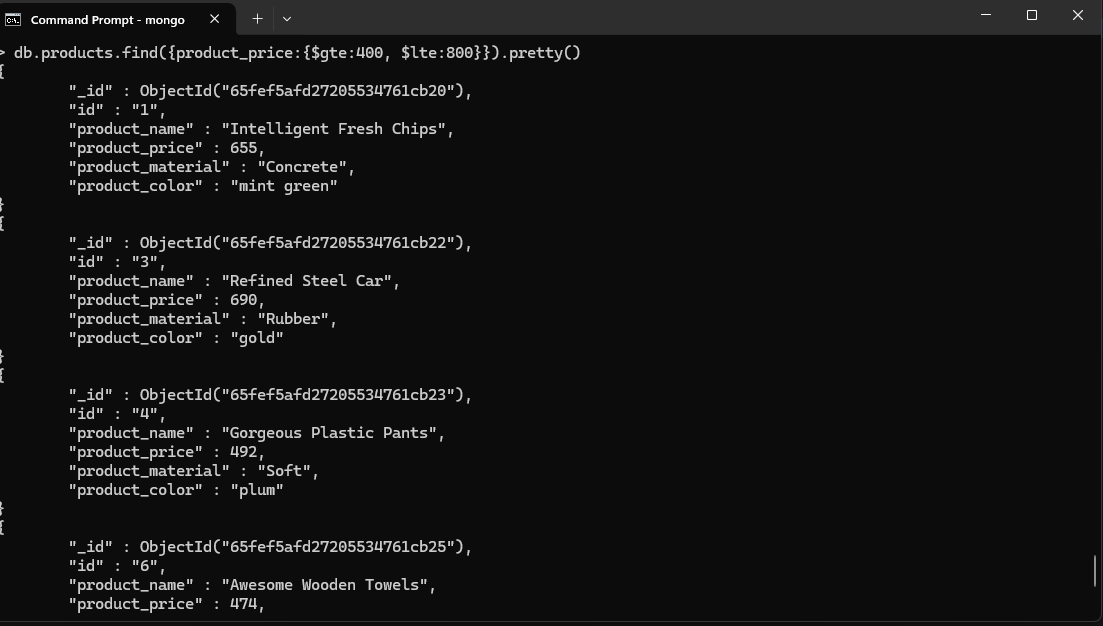 Command Prompt - mongo
> db.products.find({product_price:{$gte:400, $lte:800}}).pretty()
{
"_id" : ObjectId("65fef5afd27205534761cb20"),
"id" : "1",
"product_name" : "Intelligent Fresh Chips",
"product_price" : 655,
"product_material" : "Concrete",
"product_color" : "mint green"
}
{
"_id" : ObjectId("65fef5afd27205534761cb22"),
"id" : "3",
"product_name" : "Refined Steel Car",
"product_price" : 690,
"product_material" : "Rubber",
"product_color" : "gold"
}
{
"_id" : ObjectId("65fef5afd27205534761cb23"),
"id" : "4",
"product_name" : "Gorgeous Plastic Pants",
"product_price" : 492,
"product_material" : "Soft",
"product_color" : "plum"
}
{
"_id" : ObjectId("65fef5afd27205534761cb25"),
"id" : "6",
"product_name" : "Awesome Wooden Towels",
"product_price" : 474,